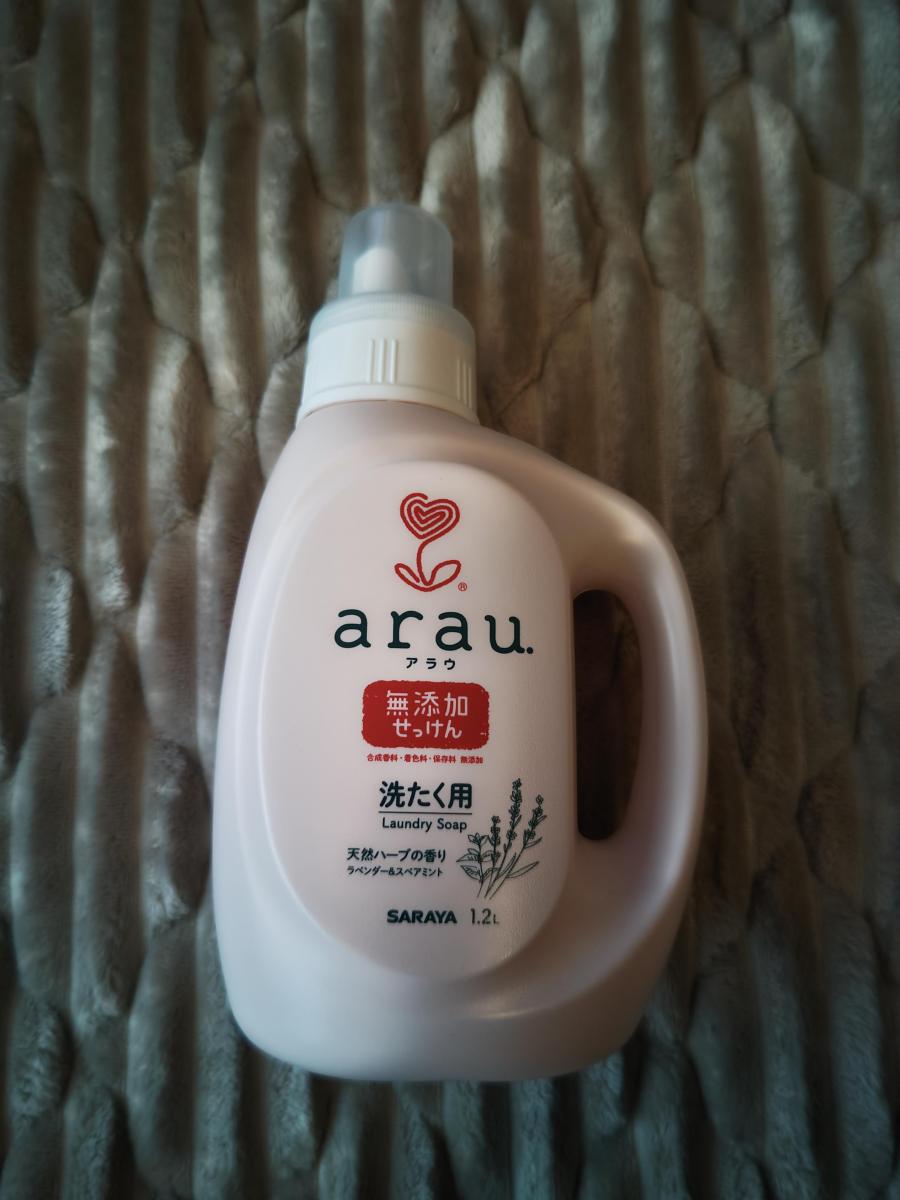 ®
arau.
アラウ
無添加
せっけん
合成香料・着色料・保存料 無添加
洗たく用
Laundry Soap
天然ハーブの香り
ラベンダー&スペアミント
SARAYA 1.2L